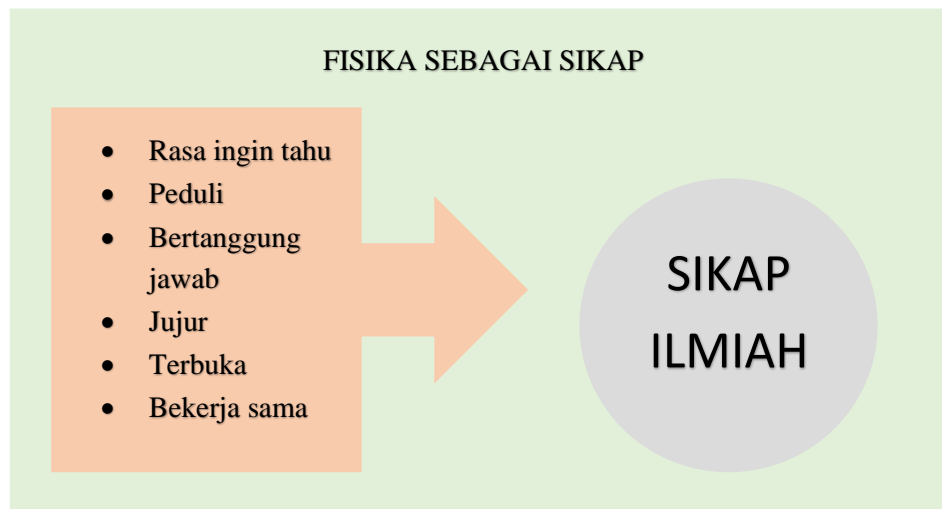 FISIKA SEBAGAI SIKAP
• Rasa ingin tahu
• Peduli
• Bertanggung
jawab
• Jujur
• Terbuka
• Bekerja sama
SIKAP
ILMIAH